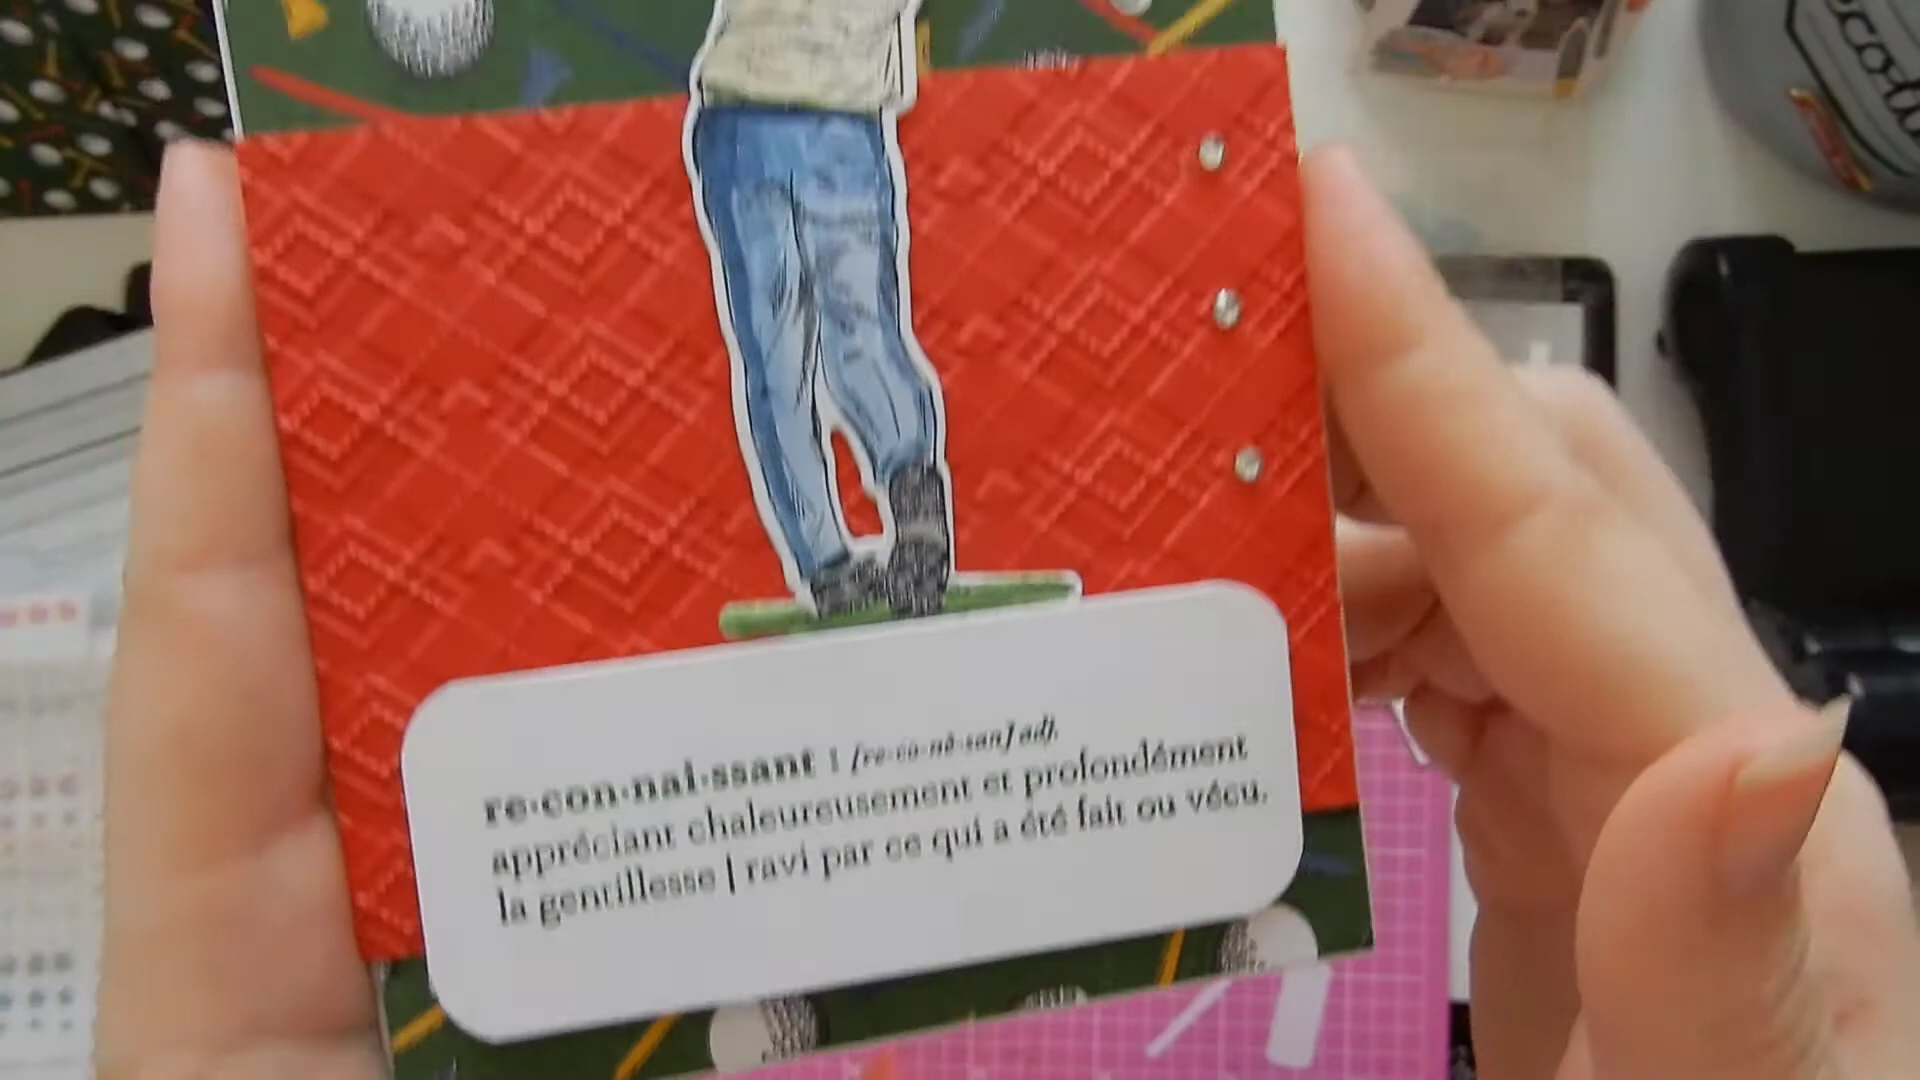 re·con·nai·ssant : [re-co-nè-san] adj.
appréciant chaleureusement et profondément
la gentillesse | ravi par ce qui a été fait ou vécu.